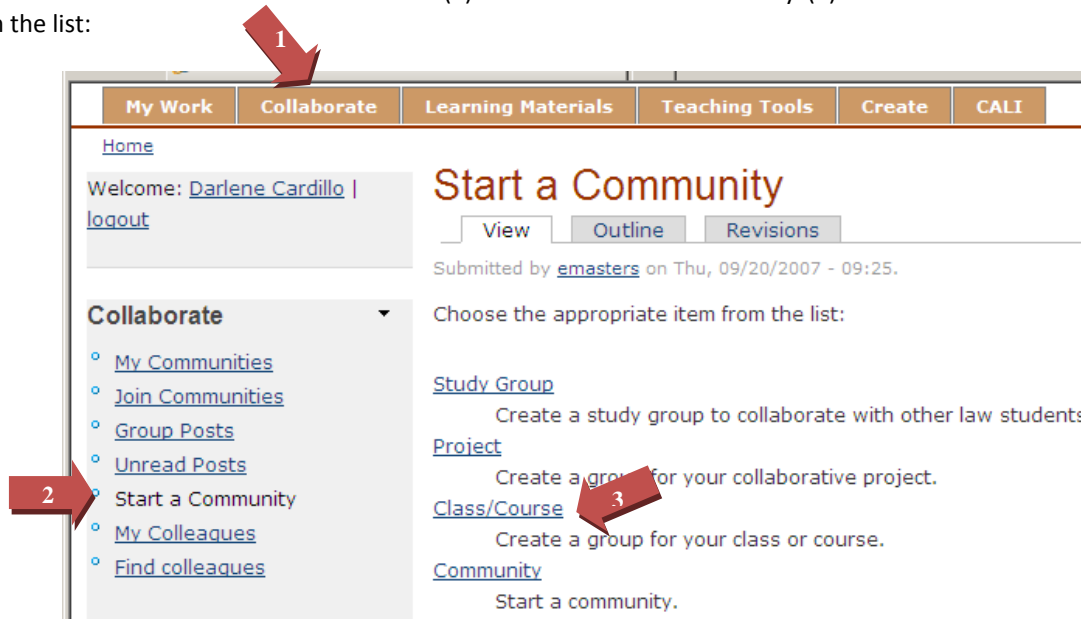 the list:
1
My Work Collaborate Learning Materials Teaching Tools Create CALI
Home
Welcome: Darlene Cardillo |
logout
Start a Community
View Outline Revisions
Submitted by emasters on Thu, 09/20/2007 - 09:25.
Collaborate
My Communities
Join Communities
Group Posts
Unread Posts
2
Start a Community
My Colleagues
Find colleagues
Choose the appropriate item from the list:
Study Group
Create a study group to collaborate with other law students
Project
Create a group for your collaborative project.
3
Class/Course
Create a group for your class or course.
Community
Start a community.